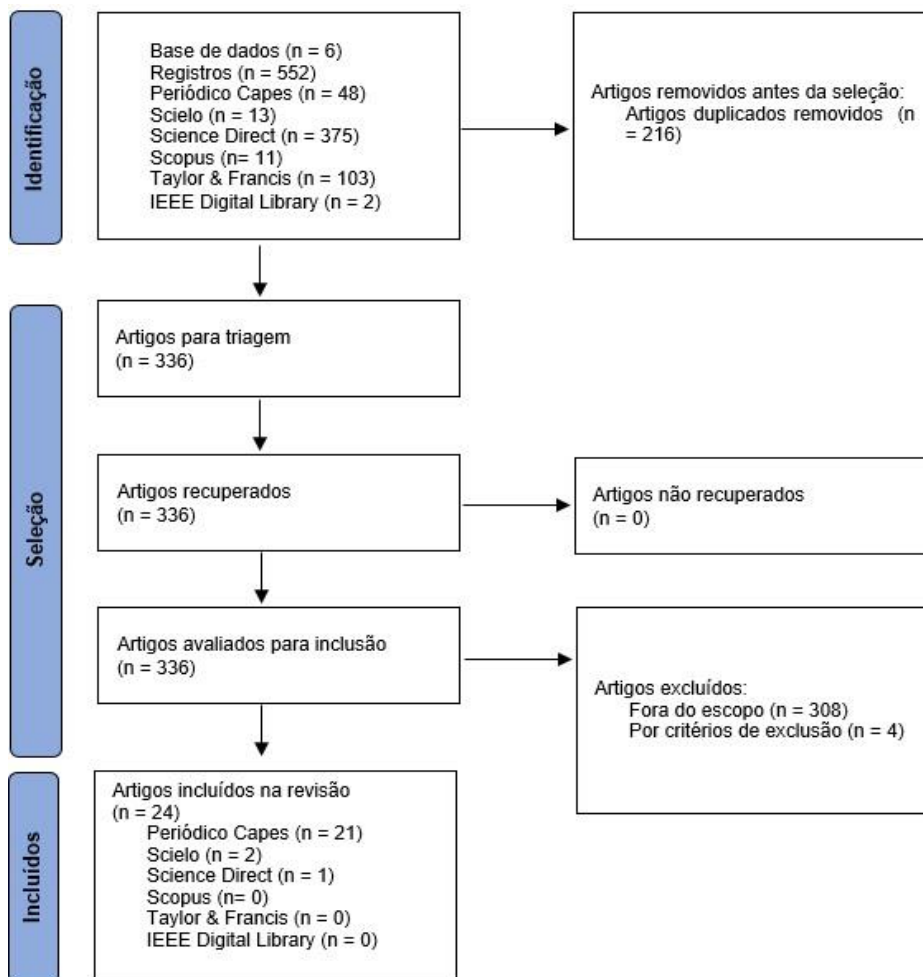 Identificação
Base de dados (n = 6)
Registros (n = 552)
Periódico Capes (n = 48)
Scielo (n = 13)
Science Direct (n = 375)
Scopus (n= 11)
Taylor & Francis (n = 103)
IEEE Digital Library (n = 2)
Artigos removidos antes da seleção:
Artigos duplicados removidos (n
= 216)
Seleção
Artigos para triagem
(n = 336)
Artigos recuperados
(n = 336)
Artigos não recuperados
(n = 0)
Artigos avaliados para inclusão
(n = 336)
Artigos excluídos:
Fora do escopo (n = 308)
Por critérios de exclusão (n = 4)
Incluídos
Artigos incluídos na revisão
(n = 24)
Periódico Capes (n = 21)
Scielo (n = 2)
Science Direct (n = 1)
Scopus (n= 0)
Taylor & Francis (n = 0)
IEEE Digital Library (n = 0)